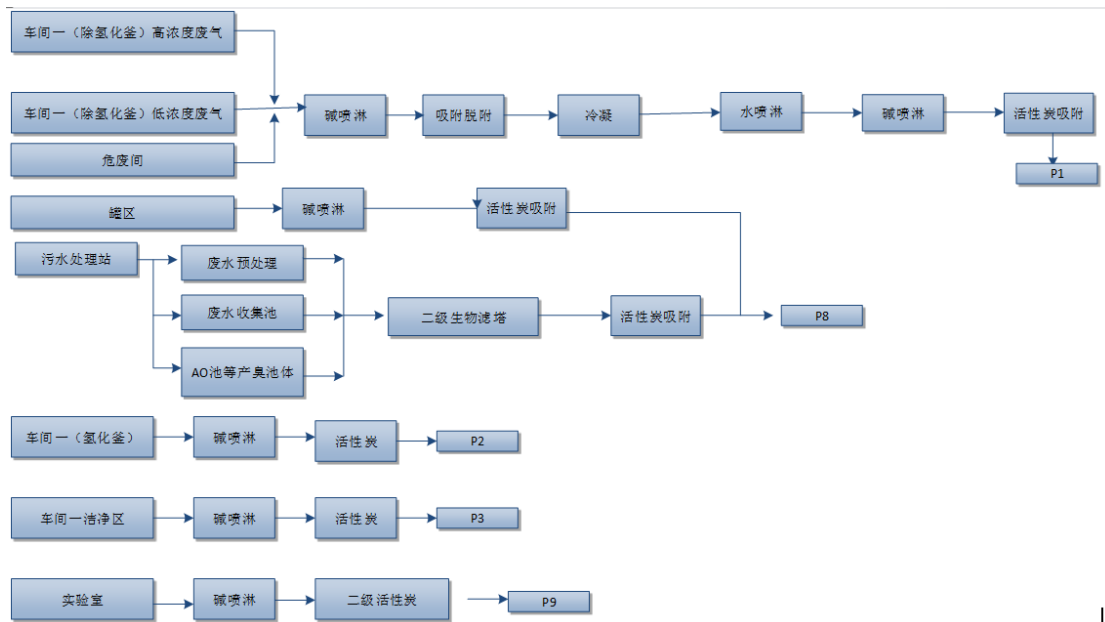 车间一（除氢化釜）高浓度废气
车间一（除氢化釜）低浓度废气
危废间
碱喷淋
吸附脱附
冷凝
水喷淋
碱喷淋
活性炭吸附
P1
罐区
碱喷淋
活性炭吸附
污水处理站
废水预处理
废水收集池
AO池等产臭池体
二级生物滤塔
活性炭吸附
P8
车间一（氢化釜）
碱喷淋
活性炭
P2
车间一洁净区
碱喷淋
活性炭
P3
实验室
碱喷淋
二级活性炭
P9